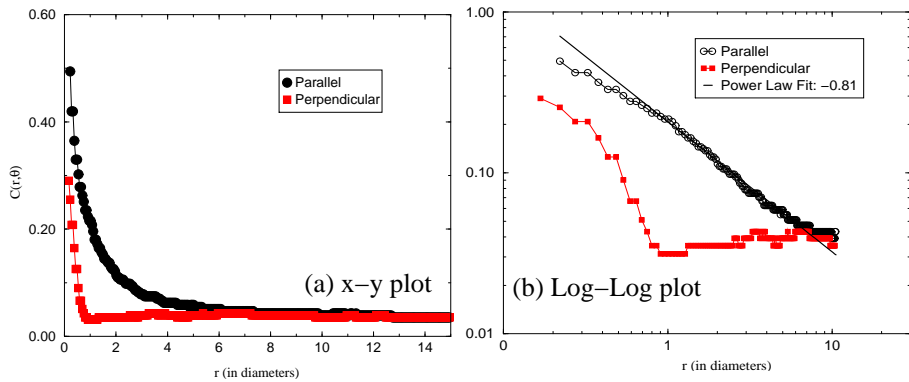 0.60
0.40
0.20
0.00
C(r,θ)
Parallel
Perpendicular
(a) x−y plot
0 2 4 6 8 10 12 14
r (in diameters)
1.00
0.10
0.01
Parallel
Perpendicular
Power Law Fit: −0.81
(b) Log−Log plot
0 0 1 10
r (in diameters)